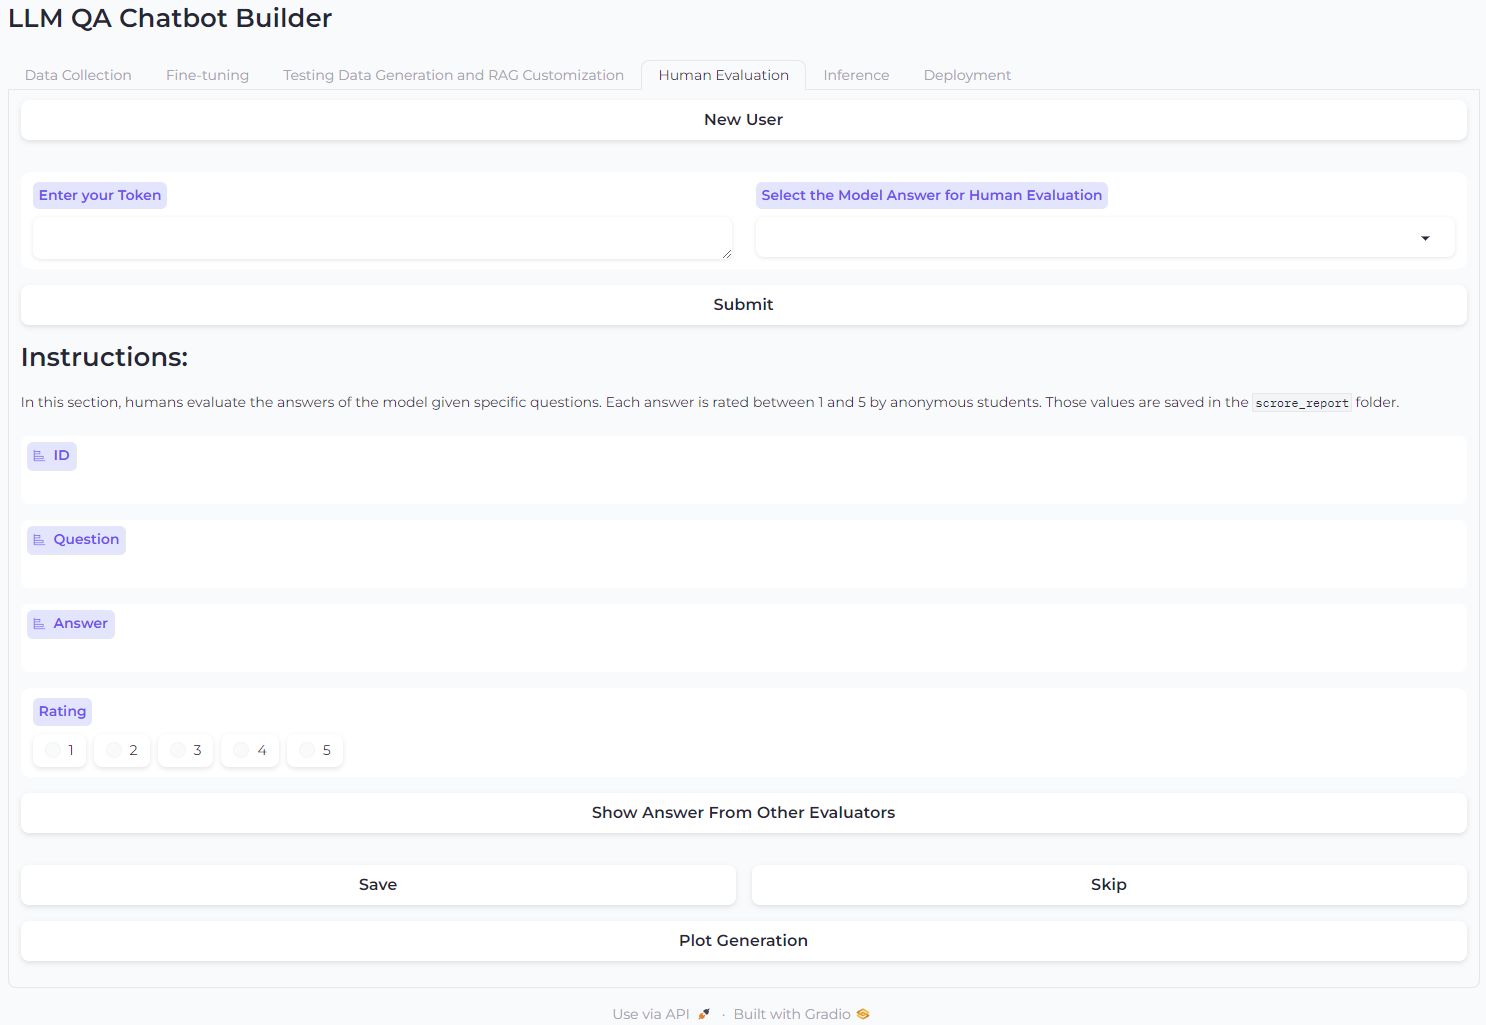 LLM QA Chatbot Builder
Data Collection Fine-tuning Testing Data Generation and RAG Customization Human Evaluation Inference Deployment
New User
Enter your Token Select the Model Answer for Human Evaluation
Submit
Instructions:
In this section, humans evaluate the answers of the model given specific questions. Each answer is rated between 1 and 5 by anonymous students. Those values are saved in the scrore_report folder.
ID
Question
Answer
Rating
1 2 3 4 5
Show Answer From Other Evaluators
Save Skip
Plot Generation
Use via API · Built with Gradio